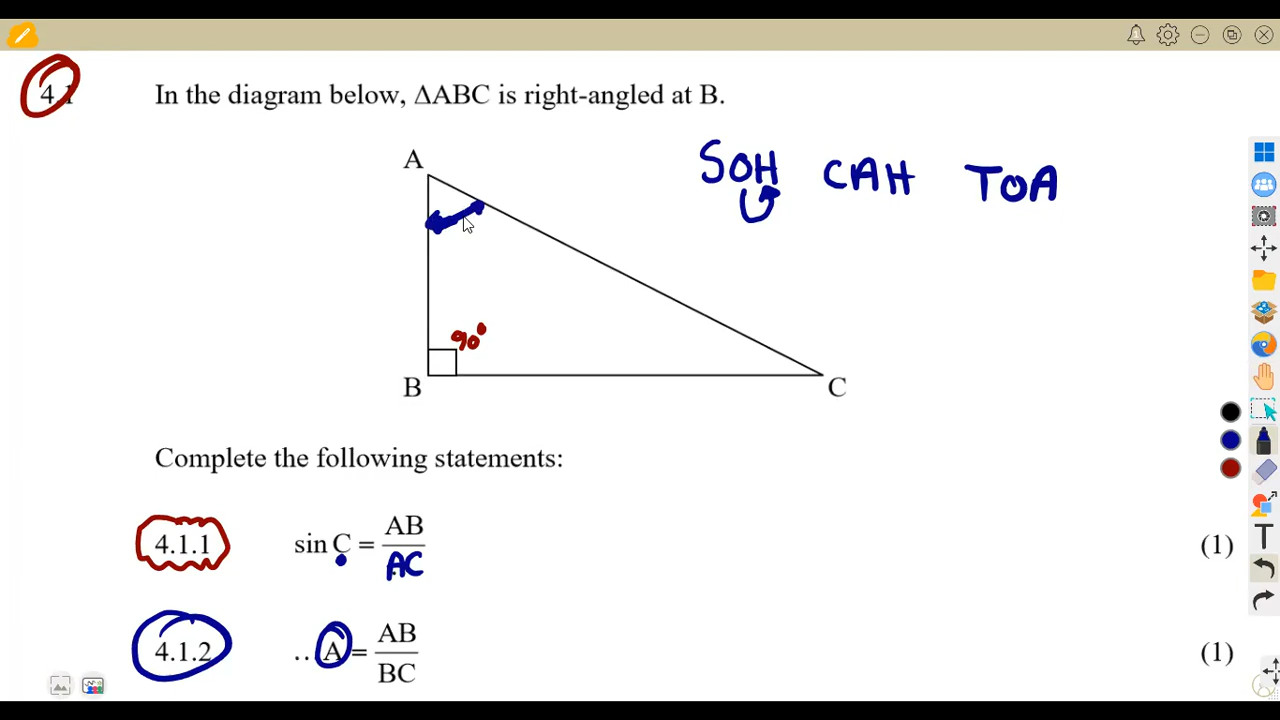 4.1 In the diagram below, ΔABC is right-angled at B.
A
SOH CAH TOA
90°
B
C
Complete the following statements:
4.1.1 sin C = AB/AC (1)
4.1.2 ..A = AB/BC (1)
T